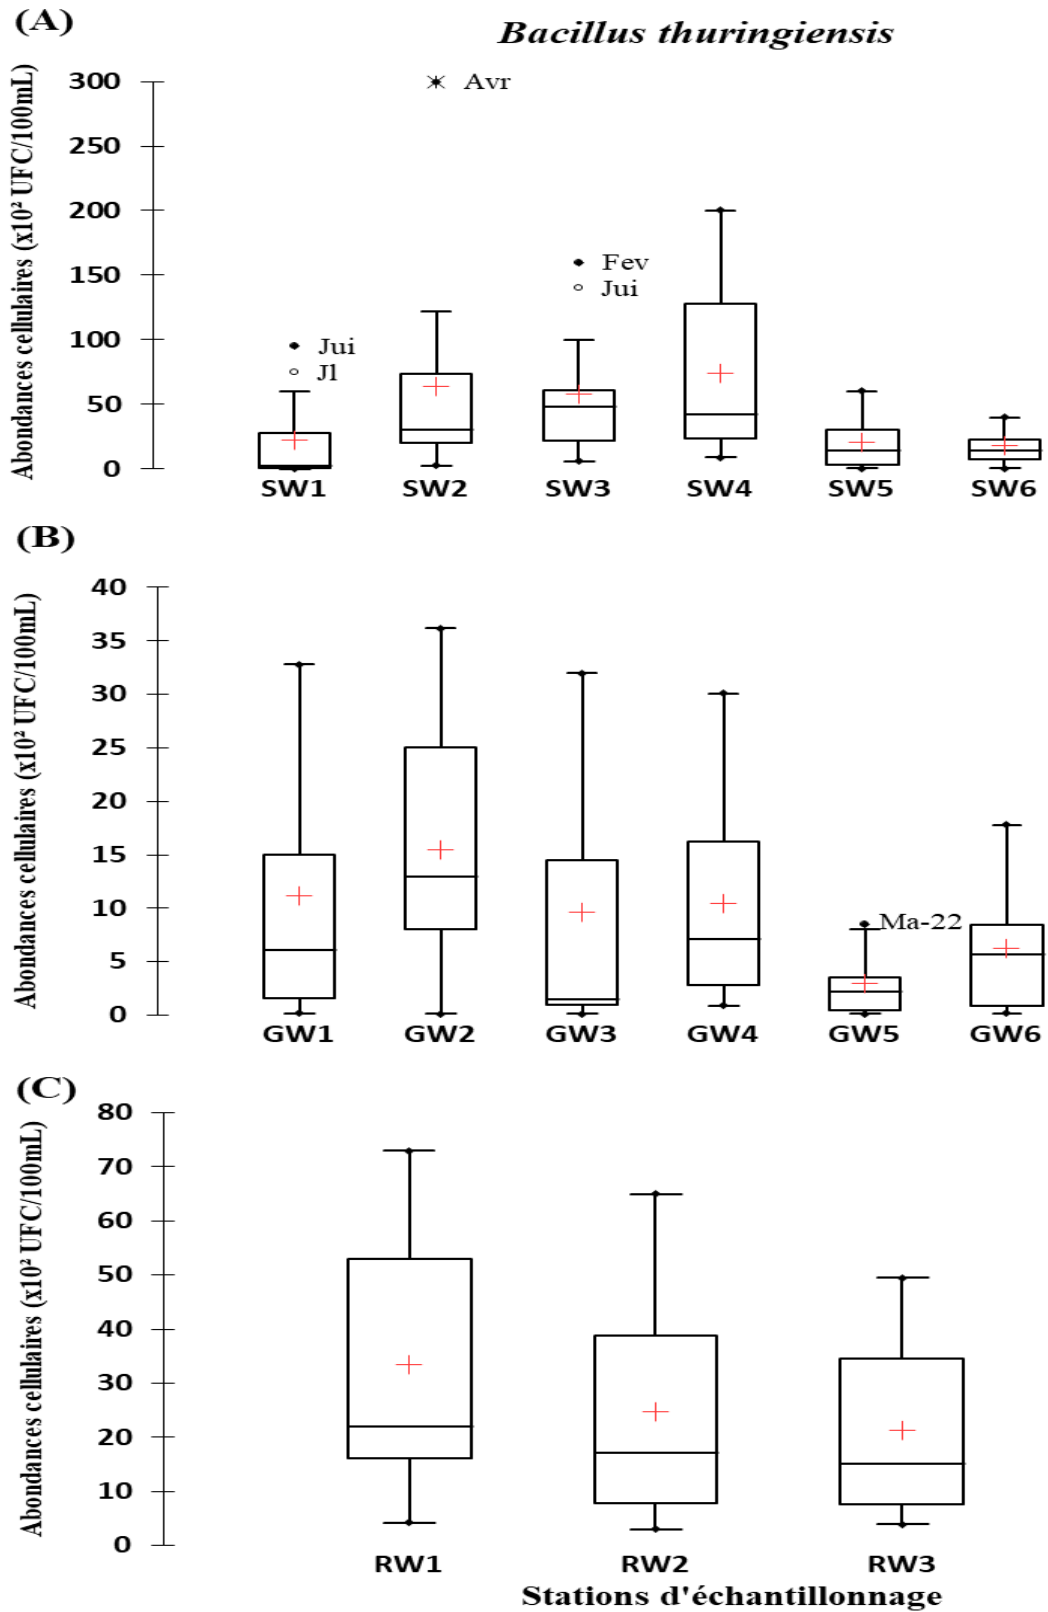 (A)
Bacillus thuringiensis
Abondances cellulaires (x10² UFC/100mL)
300
250
200
150
100
50
0
Avr
Fev
Jui
Jui
Jl
SW1 SW2 SW3 SW4 SW5 SW6
(B)
Abondances cellulaires (x10² UFC/100mL)
40
35
30
25
20
15
10
5
0
Ma-22
GW1 GW2 GW3 GW4 GW5 GW6
(C)
Abondances cellulaires (x10² UFC/100mL)
80
70
60
50
40
30
20
10
0
RW1 RW2 RW3
Stations d'échantillonnage